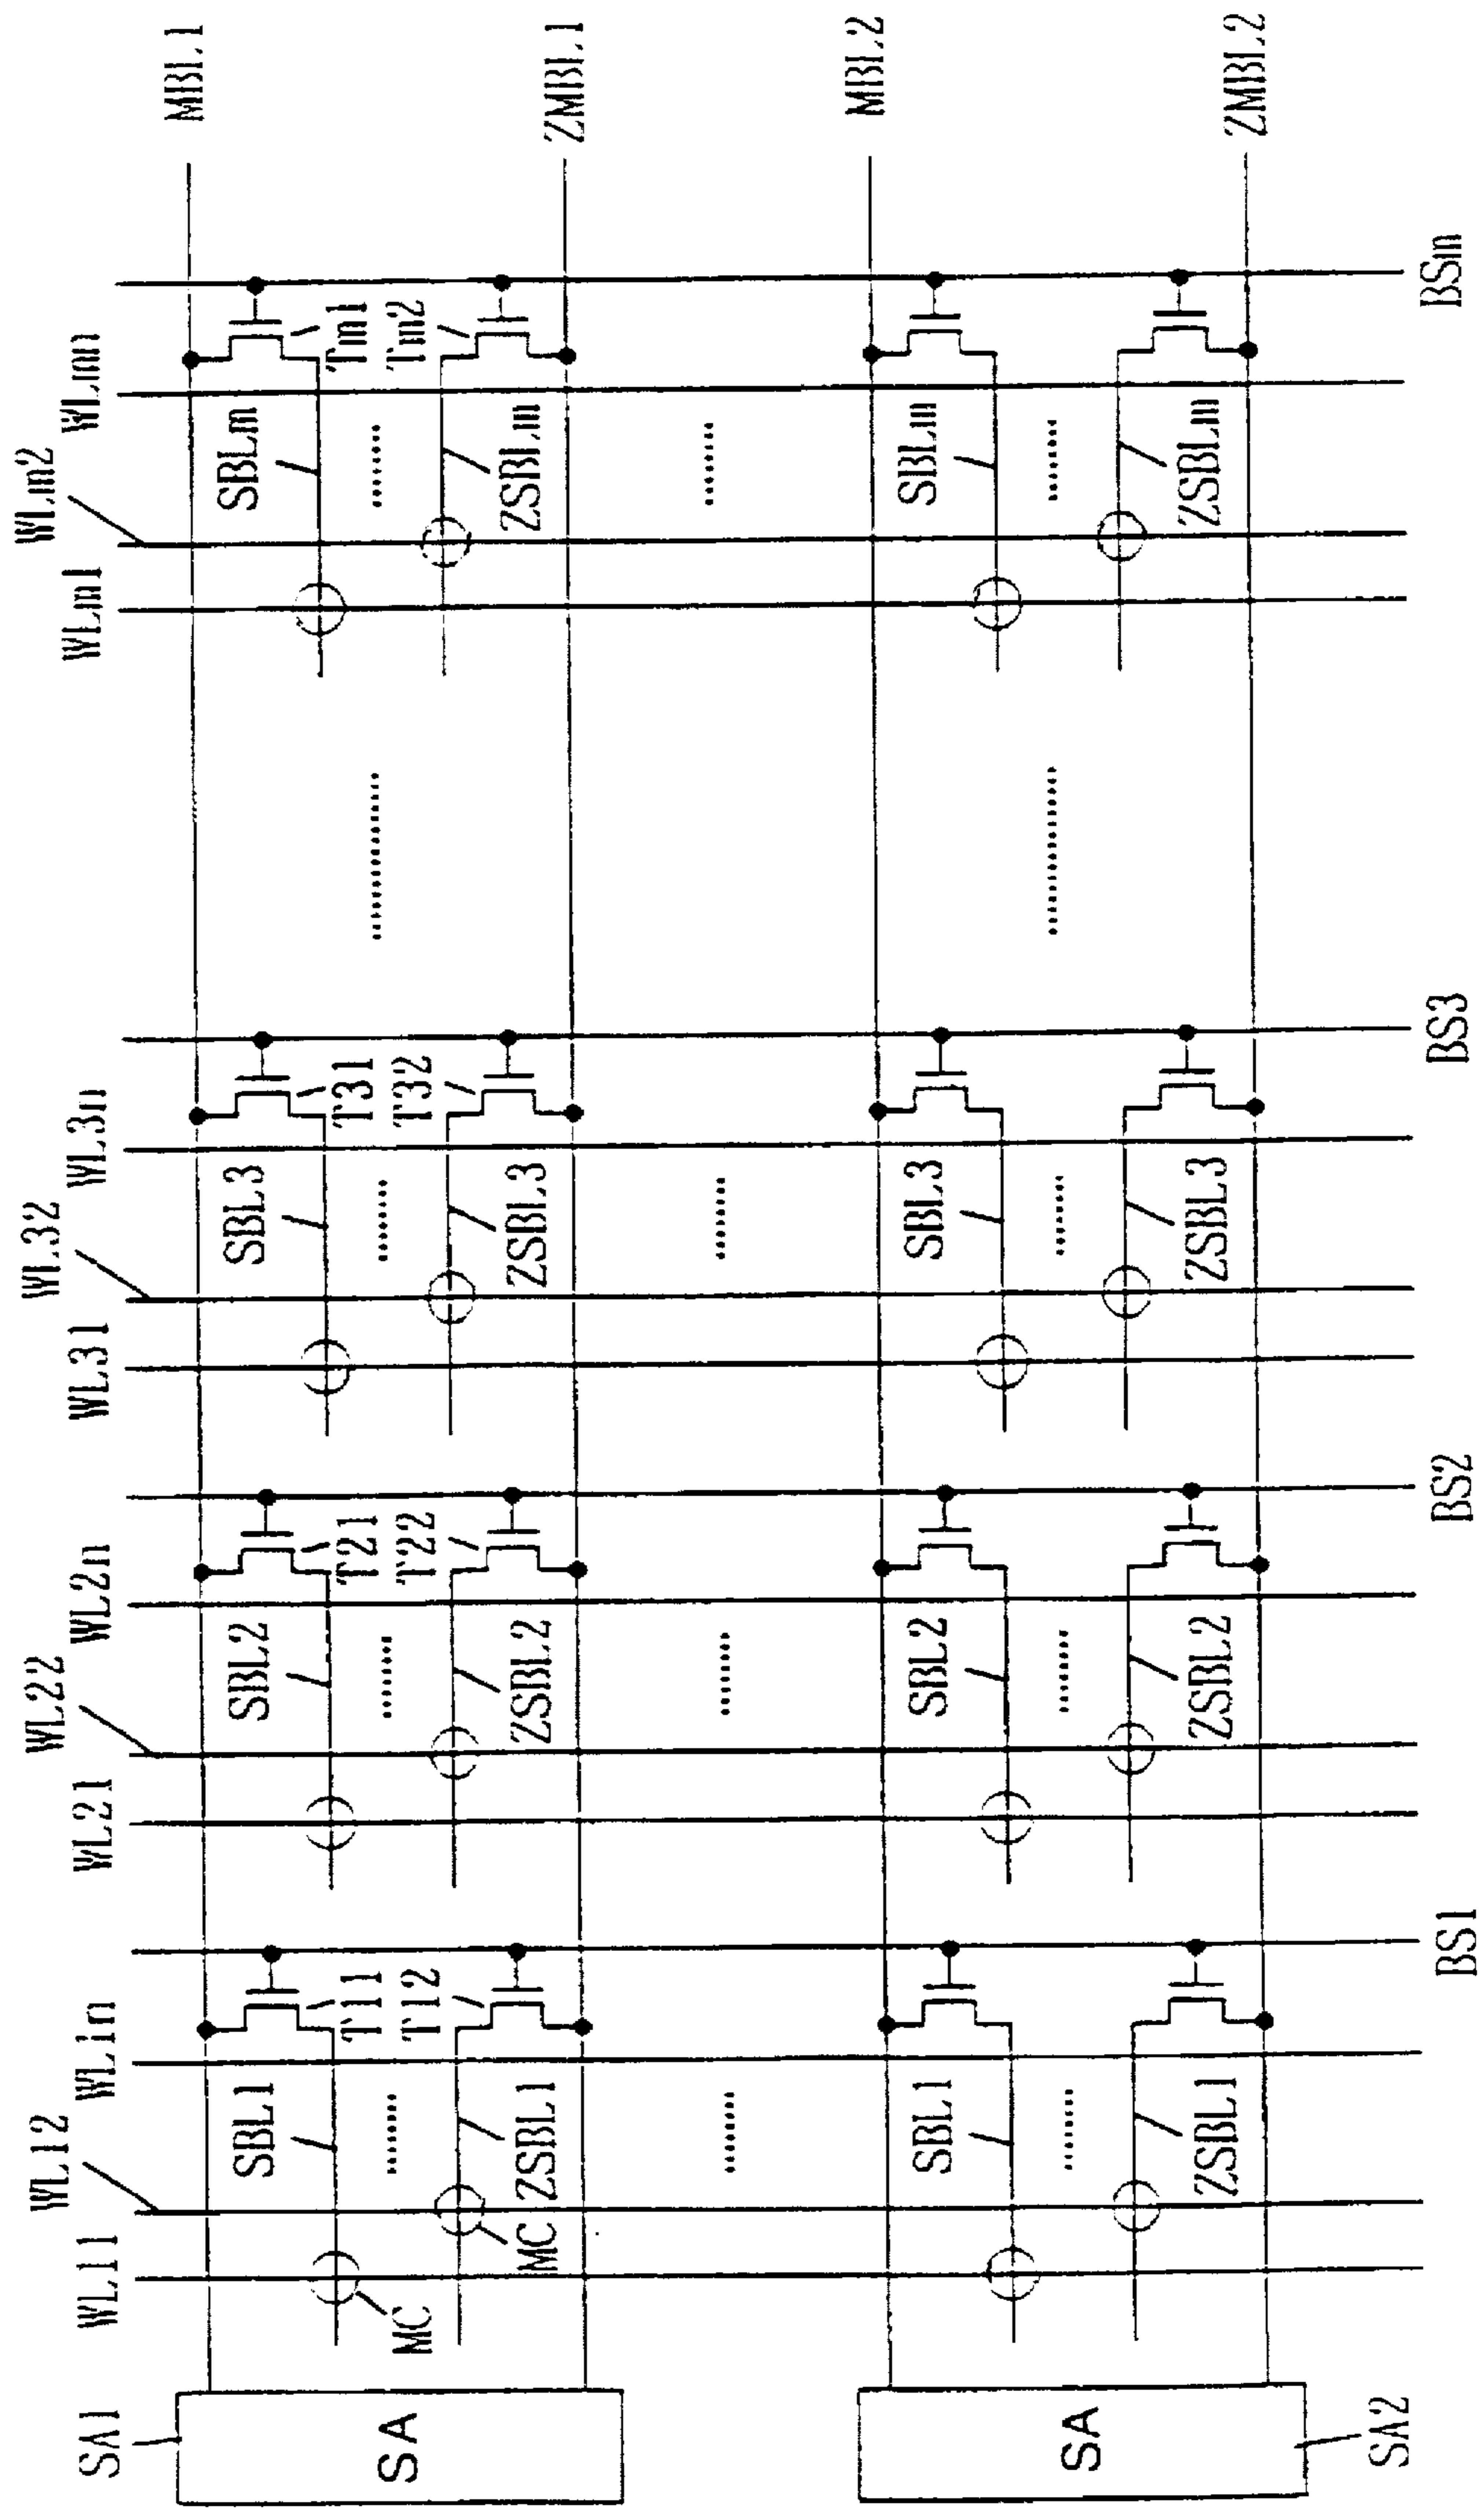 WL11
WL12
WL1n
WL21
WL22
WL2n
WL31
WL32
WL3n
WLm1
WLm2
WLmn
SA1
SA
MBL1
SBL1
T11
SBL2
T21
SBL3
T31
SBLm
Tm1
MC
T12
T22
T32
Tm2
MC
ZSBL1
ZSBL2
ZSBL3
ZSBLm
ZMBL1
MBL2
SBL1
SBL2
SBL3
SBLm
SA
ZSBL1
ZSBL2
ZSBL3
ZSBLm
ZMBL2
SA2
BS1
BS2
BS3
BSm